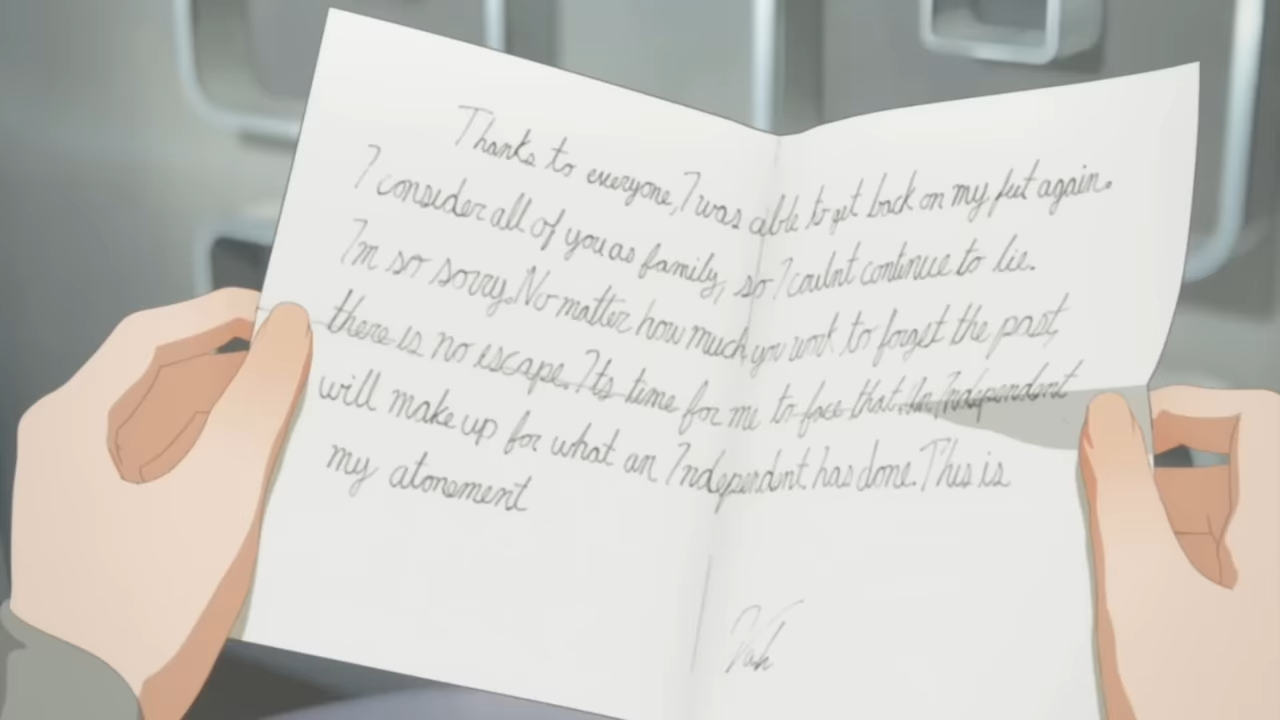 Thanks to everyone, I was able to get back on my feet again.
I consider all of you as family, so I couldnt continue to lie.
I'm so sorry. No matter how much you work to forget the past,
there is no escape. Its time for me to face that. An Independent
will make up for what an Independent has done. This is
my atonement